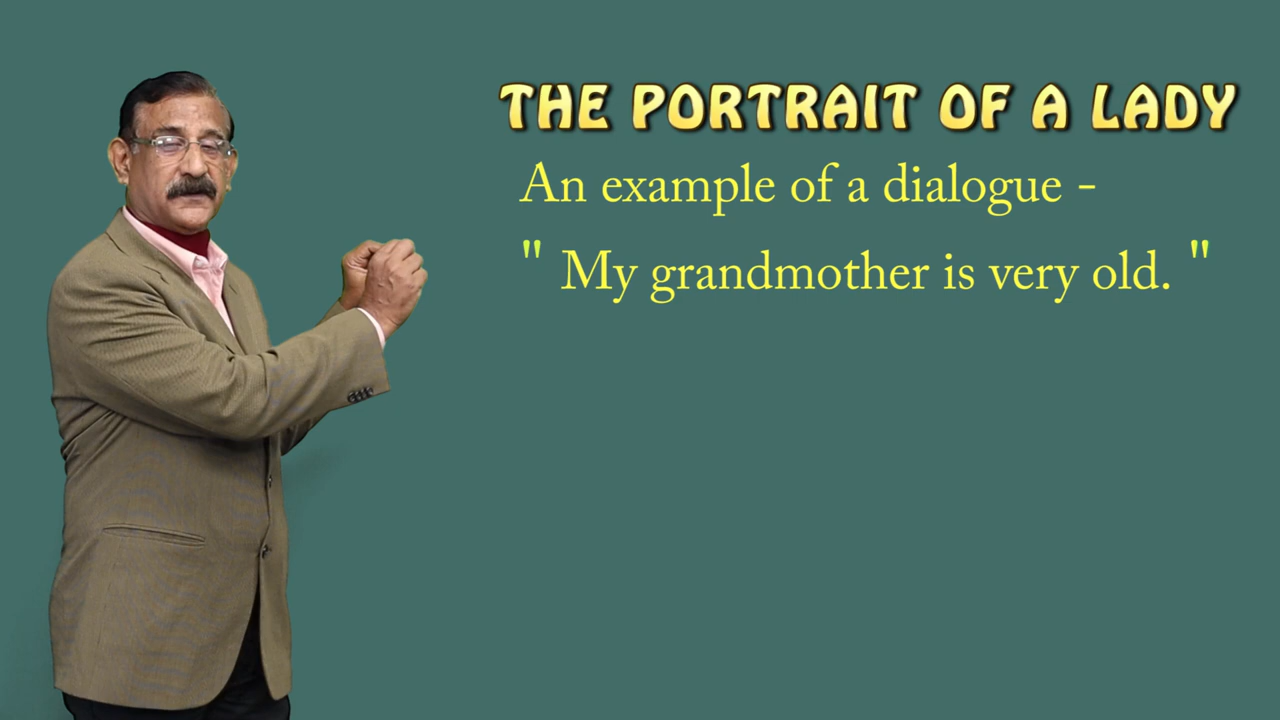 THE PORTRAIT OF A LADY
An example of a dialogue -
" My grandmother is very old. "